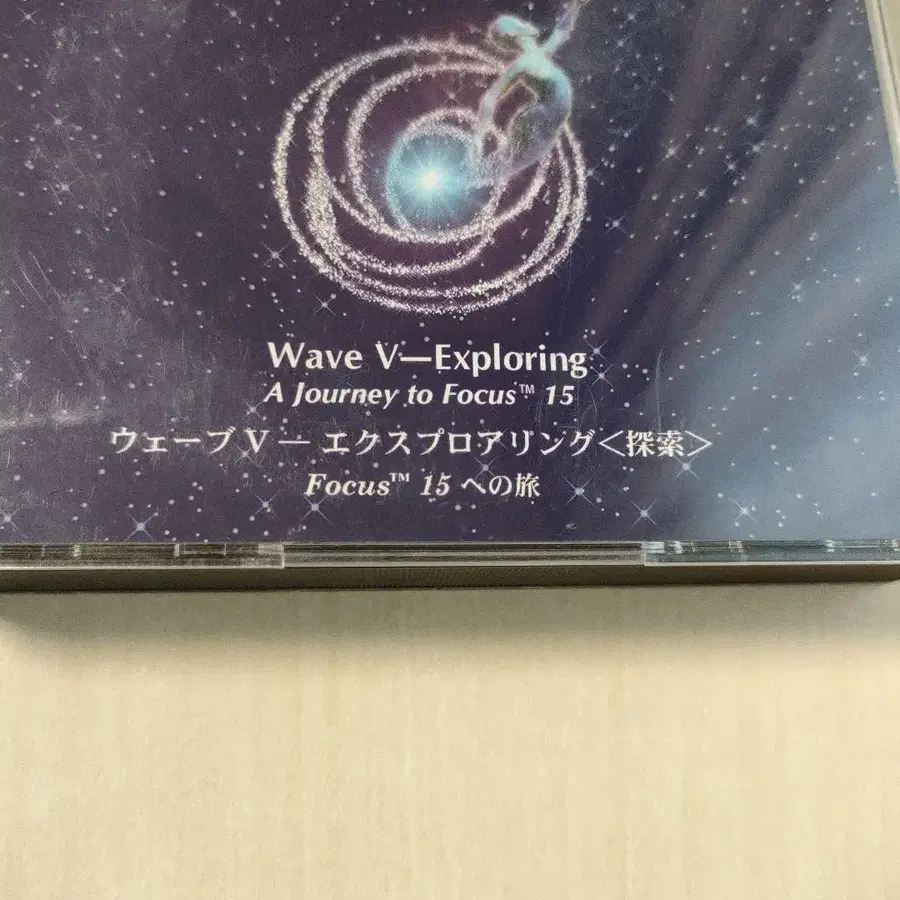 Wave V—Exploring
A Journey to Focus™ 15
ウェーブ V — エクスプロアリング<探索>
Focus™ 15 への旅